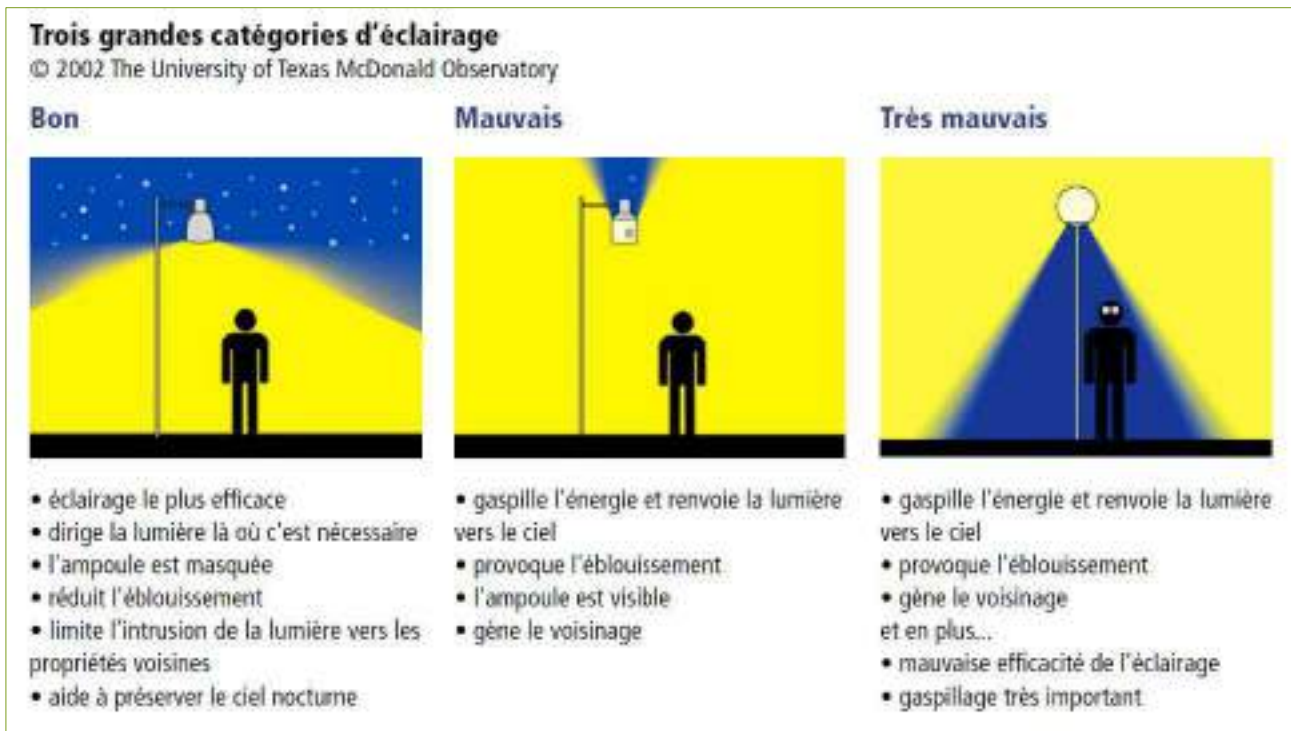 Trois grandes catégories d'éclairage
© 2002 The University of Texas McDonald Observatory
Bon
• éclairage le plus efficace
• dirige la lumière là où c'est nécessaire
• l'ampoule est masquée
• réduit l'éblouissement
• limite l'intrusion de la lumière vers les
propriétés voisines
• aide à préserver le ciel nocturne
Mauvais
• gaspille l'énergie et renvoie la lumière
vers le ciel
• provoque l'éblouissement
• l'ampoule est visible
• gène le voisinage
Très mauvais
• gaspille l'énergie et renvoie la lumière
vers le ciel
• provoque l'éblouissement
• gène le voisinage
et en plus...
• mauvaise efficacité de l'éclairage
• gaspillage très important